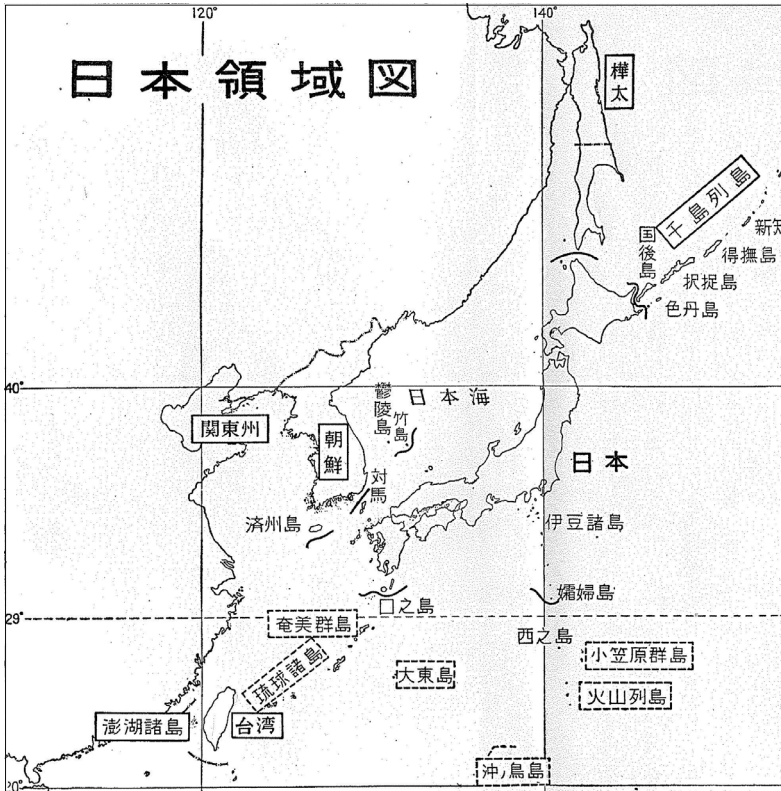 120°
140°
日本領域図
樺太
千島列島
新知
国後島
得撫島
択捉島
色丹島
40
鬱陵島
竹島
日本海
関東州
朝鮮
日本
対馬
済州島
伊豆諸島
口之島
孀婦島
29
奄美群島
西之島
小笠原群島
琉球諸島
大東島
火山列島
澎湖諸島
台湾
沖ノ鳥島
20°